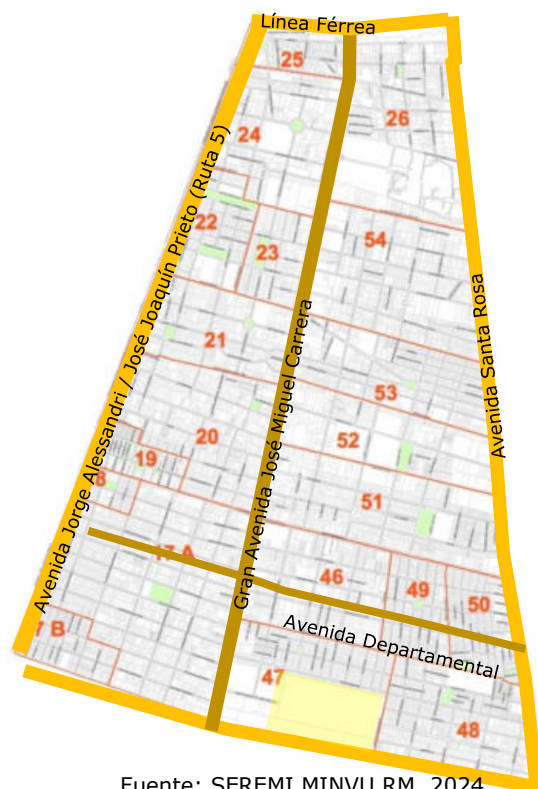 Línea Férrea
25
26
24
22
54
23
21
53
20
52
19
8
51
17 A
46
49
50
7 B
47
48
Avenida Jorge Alessandri / José Joaquín Prieto (Ruta 5)
Gran Avenida José Miguel Carrera
Avenida Santa Rosa
Avenida Departamental
Fuente: SEREMI MINVU RM, 2024